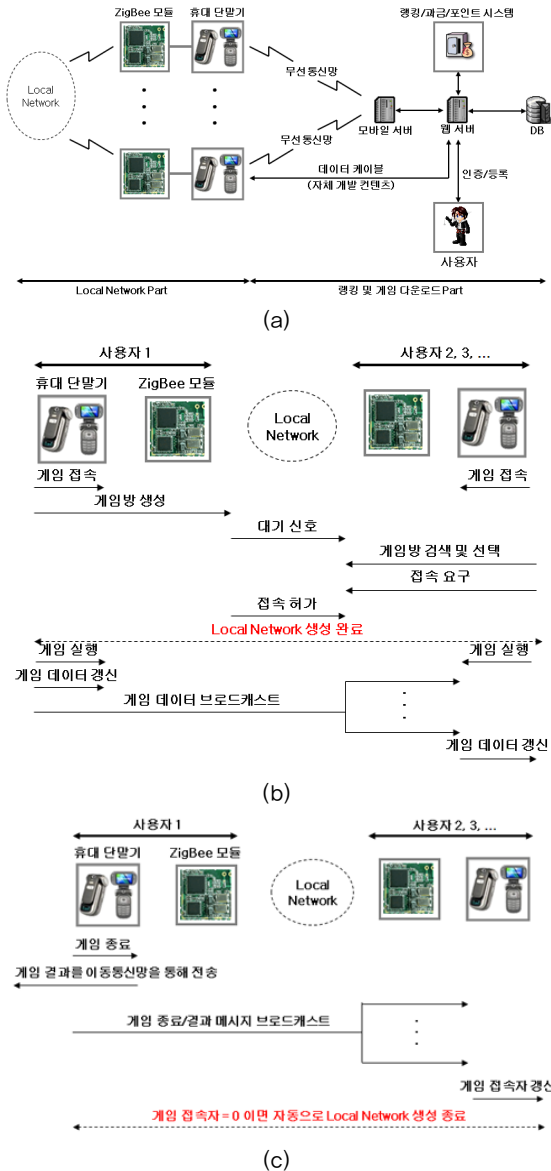 ZigBee 모듈 휴대 단말기 랭킹/과금/포인트 시스템
Local
Network
무선통신망
무선통신망
모바일 서버 웹 서버 DB
데이터 케이블
(자체 개발 컨텐츠)
인증/등록
사용자
Local Network Part 랭킹 및 게임 다운로드 Part
(a)
사용자 1 사용자 2, 3, ...
휴대 단말기 ZigBee 모듈
Local
Network
게임 접속 게임 접속
게임방 생성
대기 신호
게임방 검색 및 선택
접속 요구
접속 허가
Local Network 생성 완료
게임 실행 게임 실행
게임 데이터 갱신
게임 데이터 브로드캐스트
게임 데이터 갱신
(b)
사용자 1 사용자 2, 3, ...
휴대 단말기 ZigBee 모듈
Local
Network
게임 종료
게임 결과를 이동통신망을 통해 전송
게임 종료/결과 메시지 브로드캐스트
게임 접속자 갱신
게임 접속자 = 0 이면 자동으로 Local Network 생성 종료
(c)